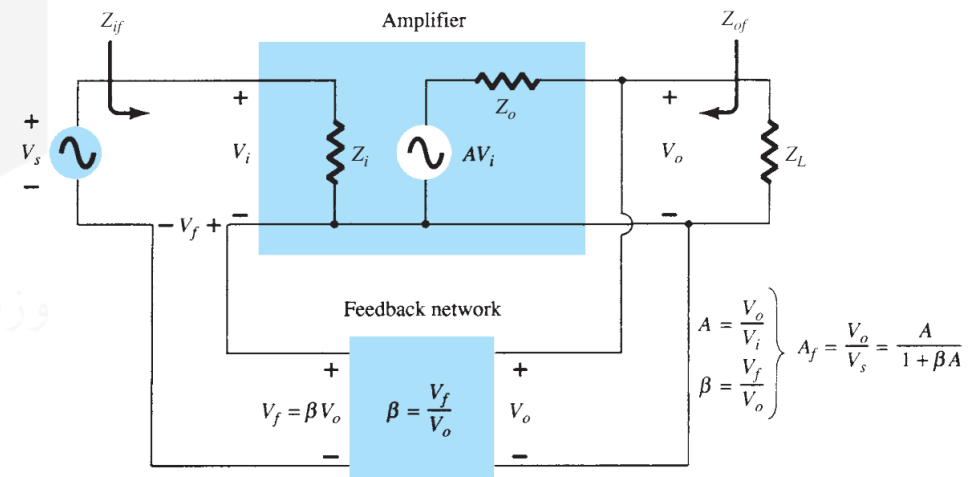 Amplifier
Z_if
Z_of
+
V_s
−
+
V_i
−
Z_i
AV_i
Z_o
+
V_o
−
Z_L
− V_f +
Feedback network
+
V_f = βV_o
−
β = V_f / V_o
+
V_o
−
A = V_o / V_i
β = V_f / V_o
A_f = V_o / V_s = A / 1 + βA
وز